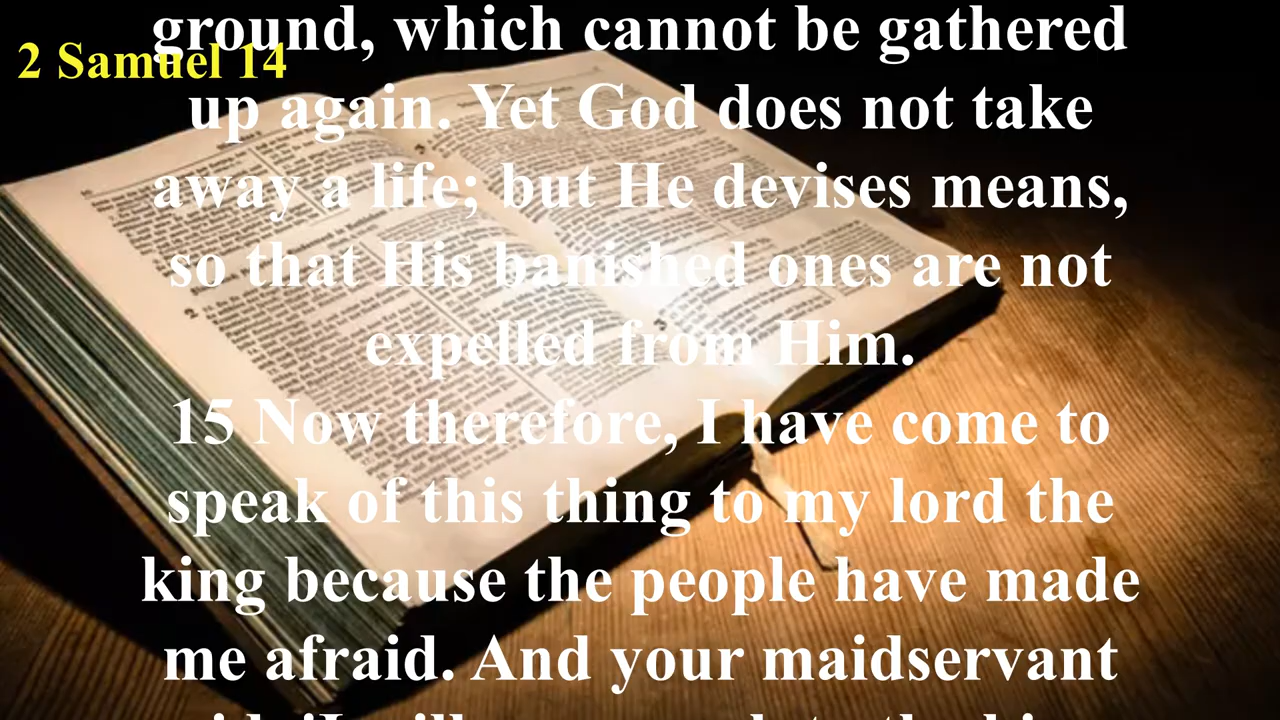 2 Samuel 14
ground, which cannot be gathered
up again. Yet God does not take
away a life; but He devises means,
so that His banished ones are not
expelled from Him.
15 Now therefore, I have come to
speak of this thing to my lord the
king because the people have made
me afraid. And your maidservant